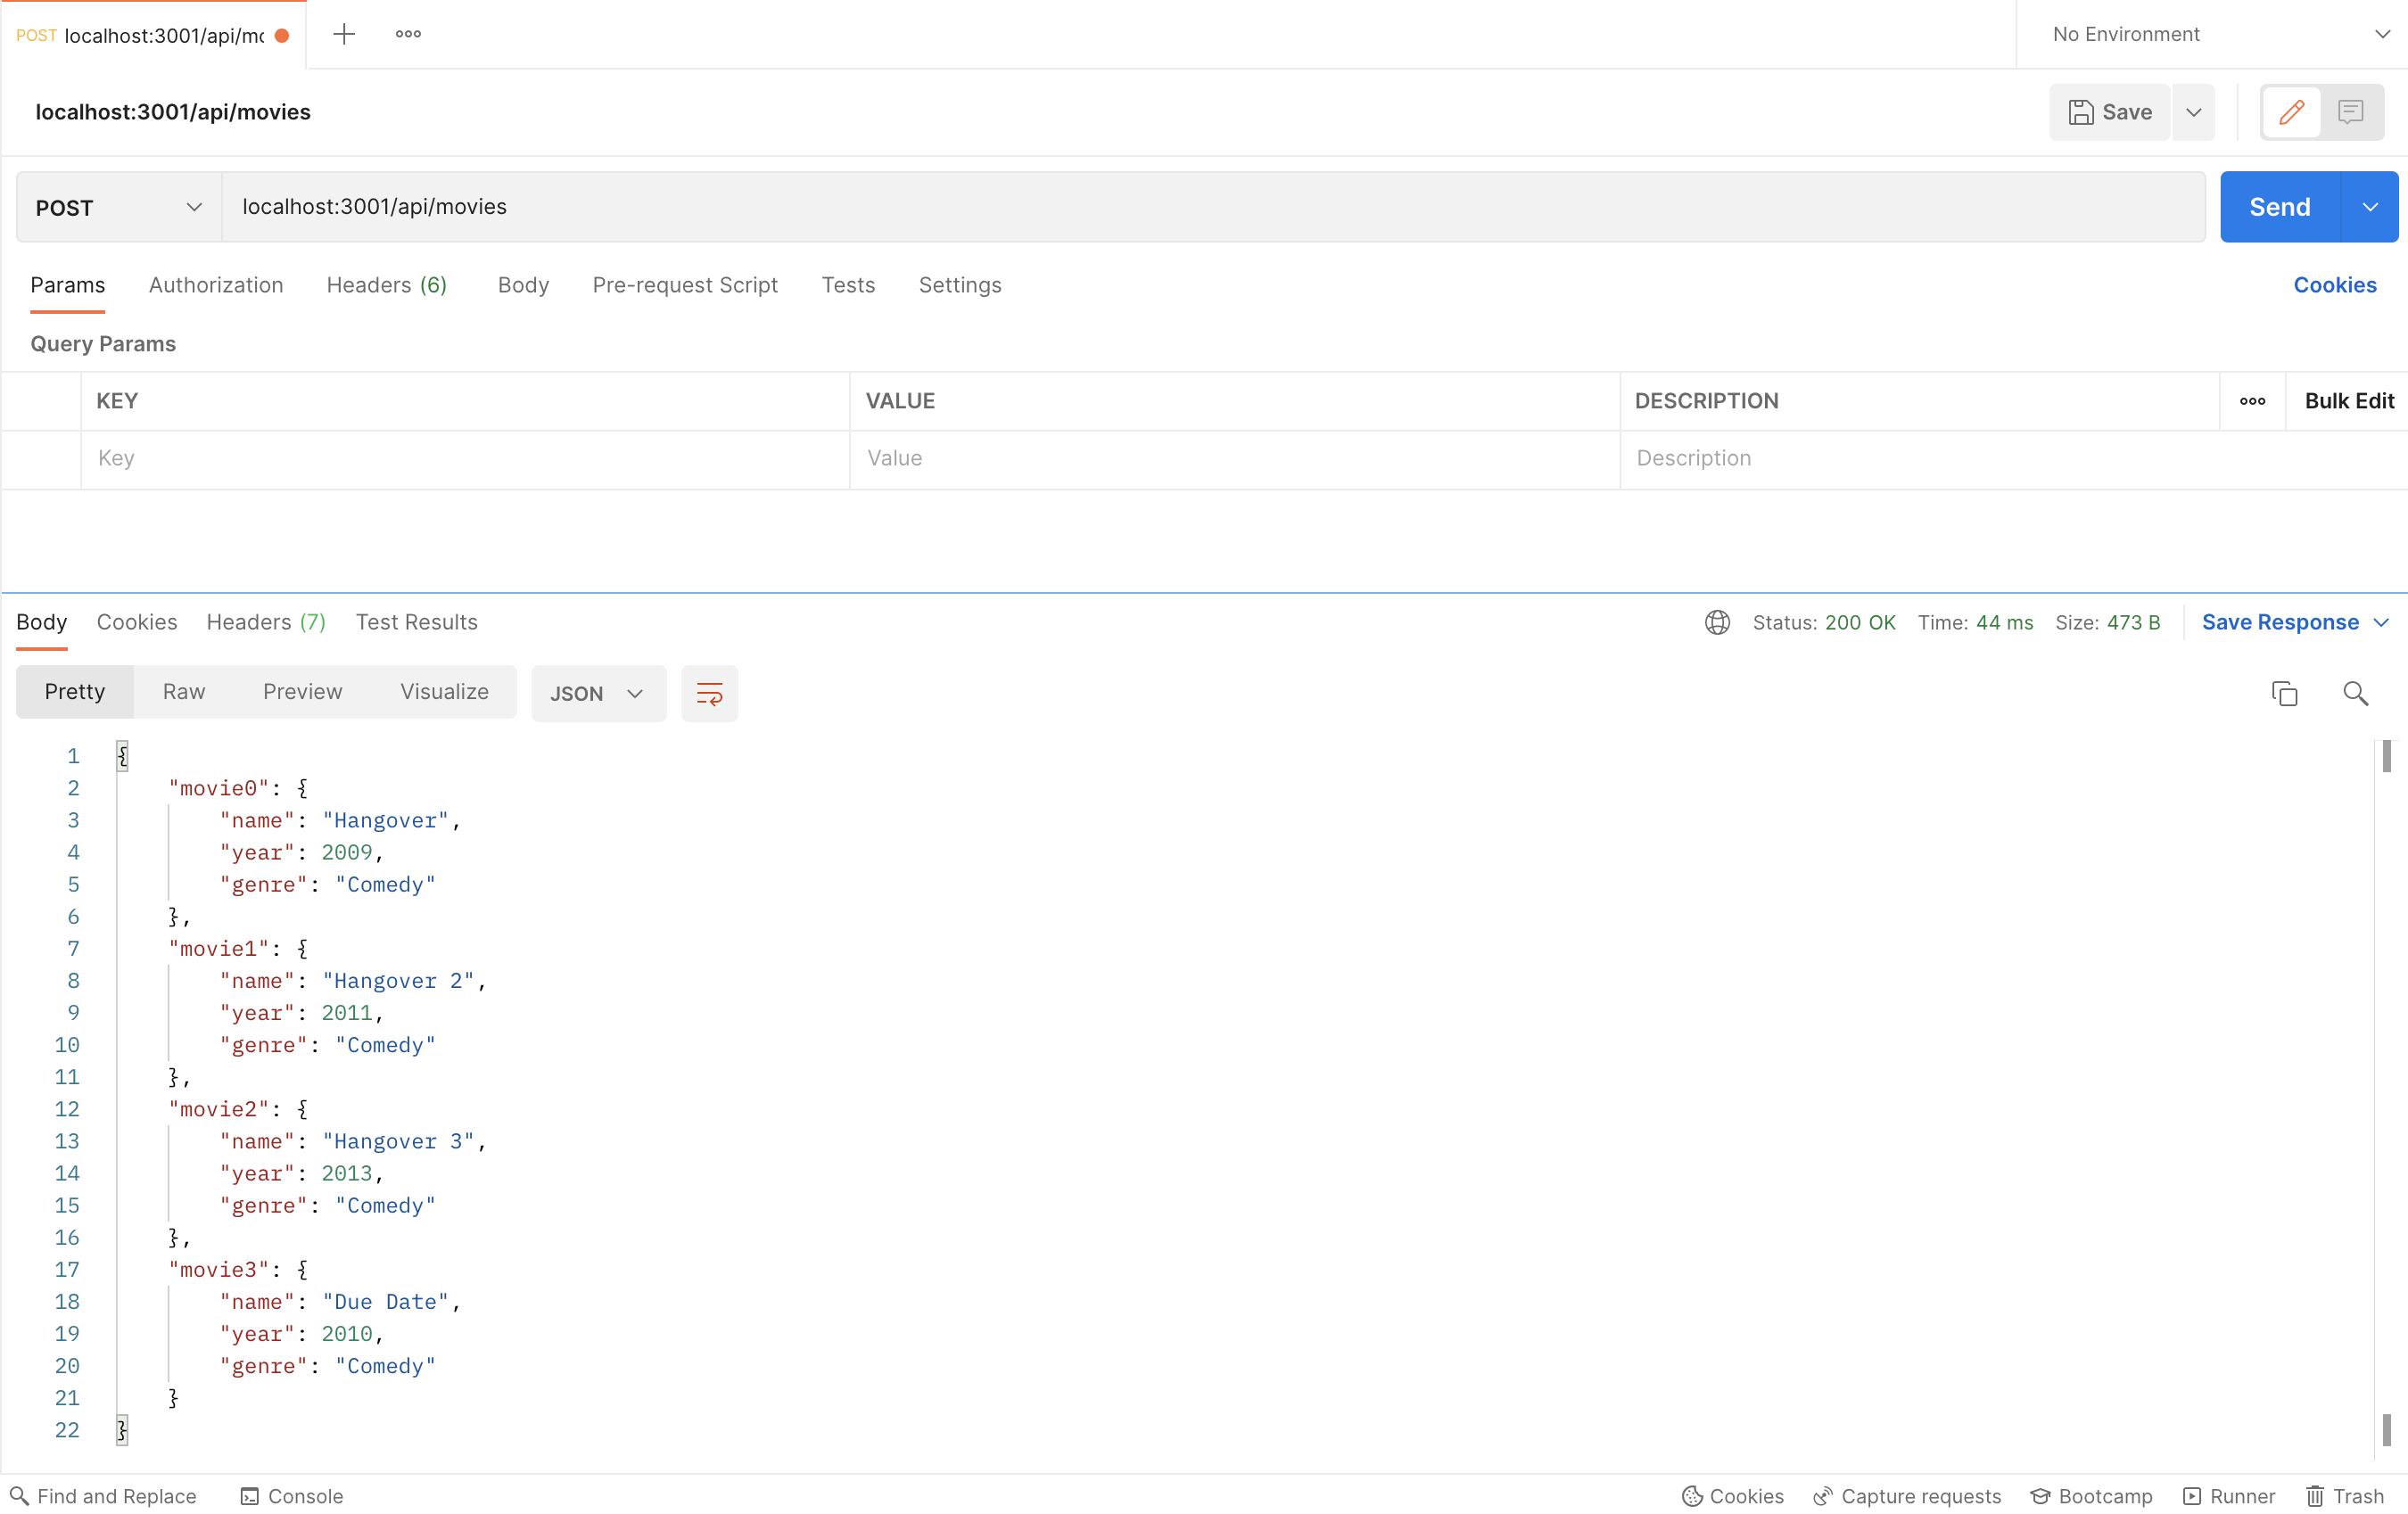 POST localhost:3001/api/mc
No Environment
localhost:3001/api/movies
Save
POST localhost:3001/api/movies Send
Params Authorization Headers (6) Body Pre-request Script Tests Settings Cookies
Query Params
KEY VALUE DESCRIPTION Bulk Edit
Key Value Description
Body Cookies Headers (7) Test Results Status: 200 OK Time: 44 ms Size: 473 B Save Response
Pretty Raw Preview Visualize JSON
1 {
2 "movie0": {
3 "name": "Hangover",
4 "year": 2009,
5 "genre": "Comedy"
6 },
7 "movie1": {
8 "name": "Hangover 2",
9 "year": 2011,
10 "genre": "Comedy"
11 },
12 "movie2": {
13 "name": "Hangover 3",
14 "year": 2013,
15 "genre": "Comedy"
16 },
17 "movie3": {
18 "name": "Due Date",
19 "year": 2010,
20 "genre": "Comedy"
21 }
22 }
Find and Replace Console Cookies Capture requests Bootcamp Runner Trash